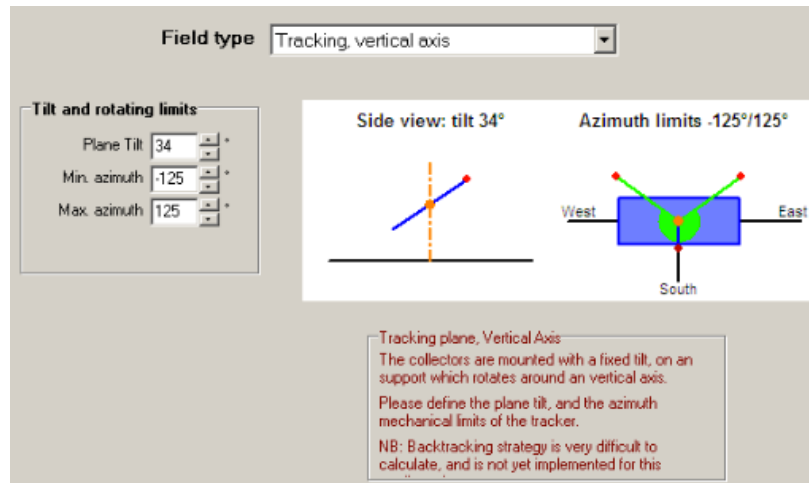 Field type Tracking, vertical axis
Tilt and rotating limits
Plane Tilt 34 °
Min. azimuth -125 °
Max. azimuth 125 °
Side view: tilt 34° Azimuth limits -125°/125°
West East
South
Tracking plane, Vertical Axis
The collectors are mounted with a fixed tilt, on an
support which rotates around an vertical axis.
Please define the plane tilt, and the azimuth
mechanical limits of the tracker.
NB: Backtracking strategy is very difficult to
calculate, and is not yet implemented for this